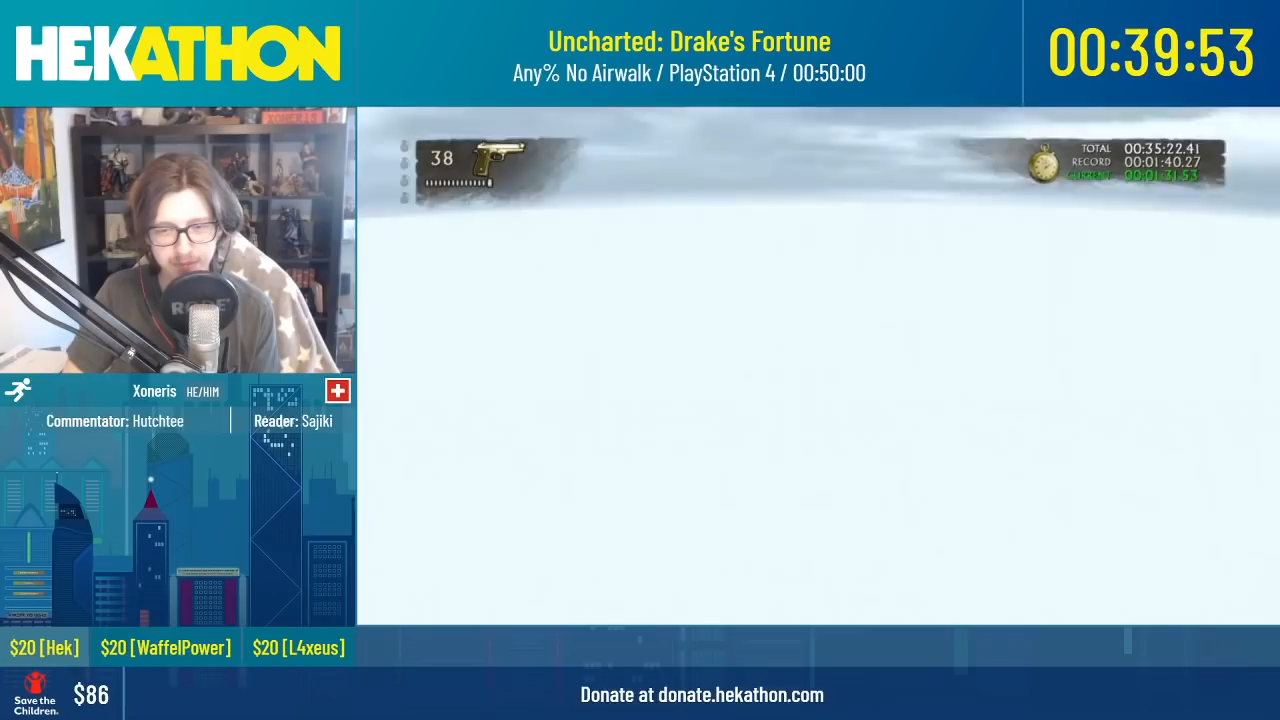 HEKATHON
Uncharted: Drake's Fortune
Any% No Airwalk / PlayStation 4 / 00:50:00
00:39:53
XONERIS
38
TOTAL 00:35:22.41
RECORD 00:01:40.27
CURRENT 00:01:31.53
RODE
Xoneris HE/HIM
Commentator: Hutchtee
Reader: Sajiki
$20 [Hek]
$20 [WaffelPower]
$20 [L4xeus]
Save the
Children.
$86
Donate at donate.hekathon.com